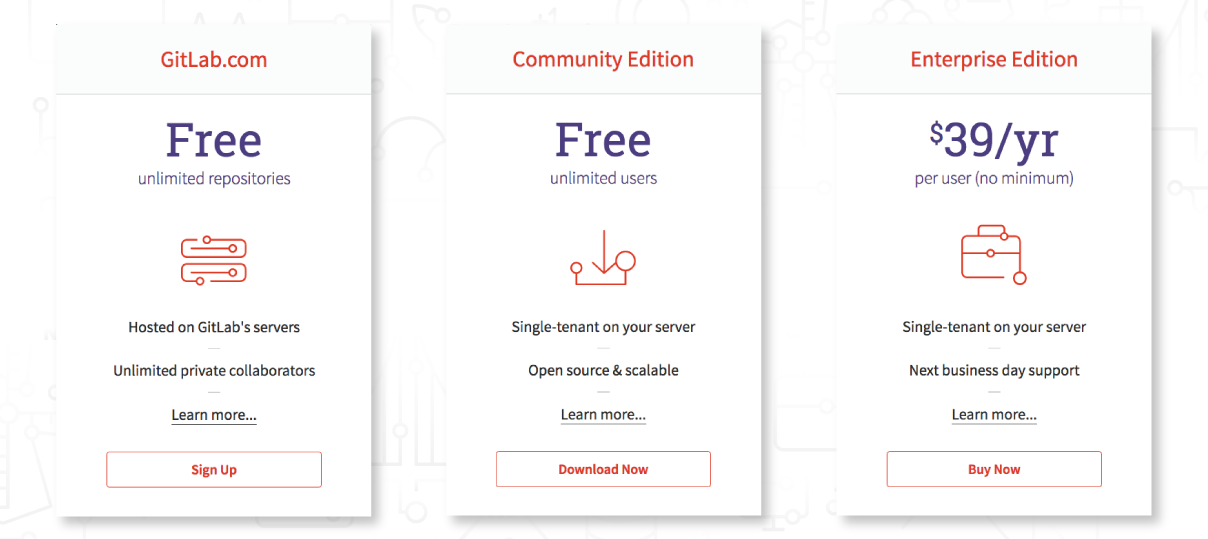 GitLab.com
Free
unlimited repositories
Hosted on GitLab's servers
Unlimited private collaborators
Learn more...
Sign Up
Community Edition
Free
unlimited users
Single-tenant on your server
Open source & scalable
Learn more...
Download Now
Enterprise Edition
$39/yr
per user (no minimum)
Single-tenant on your server
Next business day support
Learn more...
Buy Now